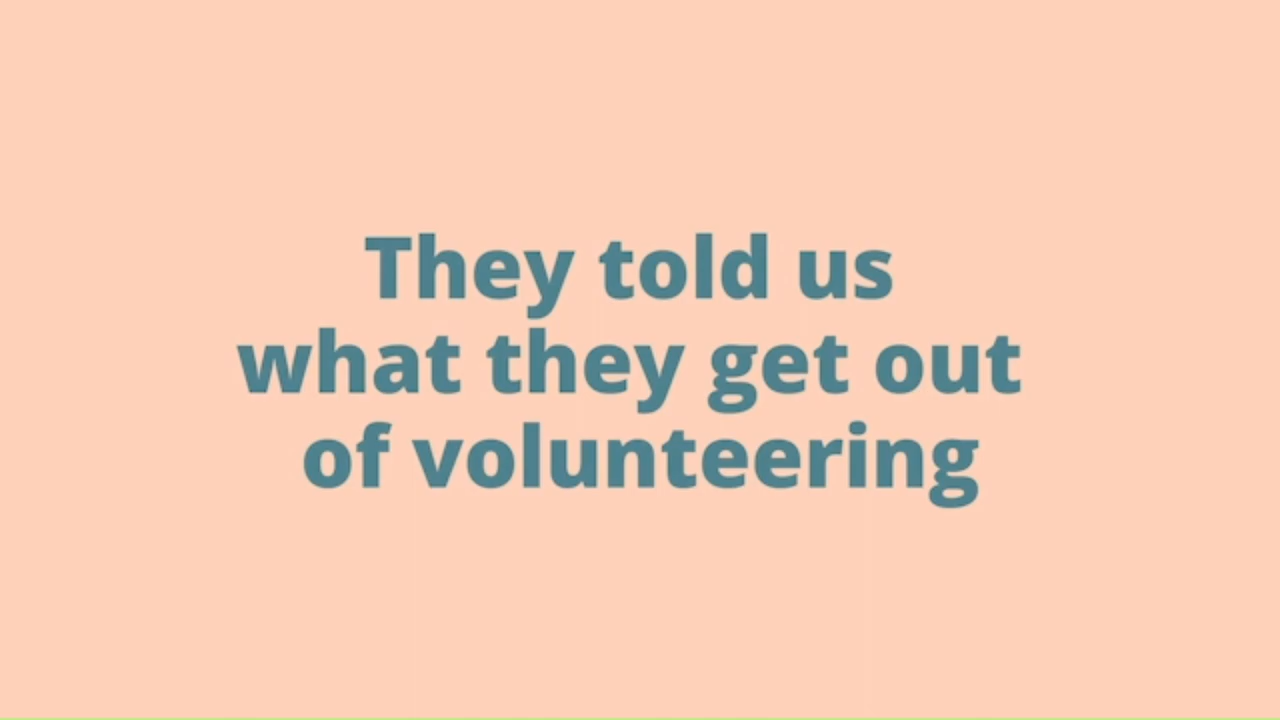 They told us
what they get out
of volunteering